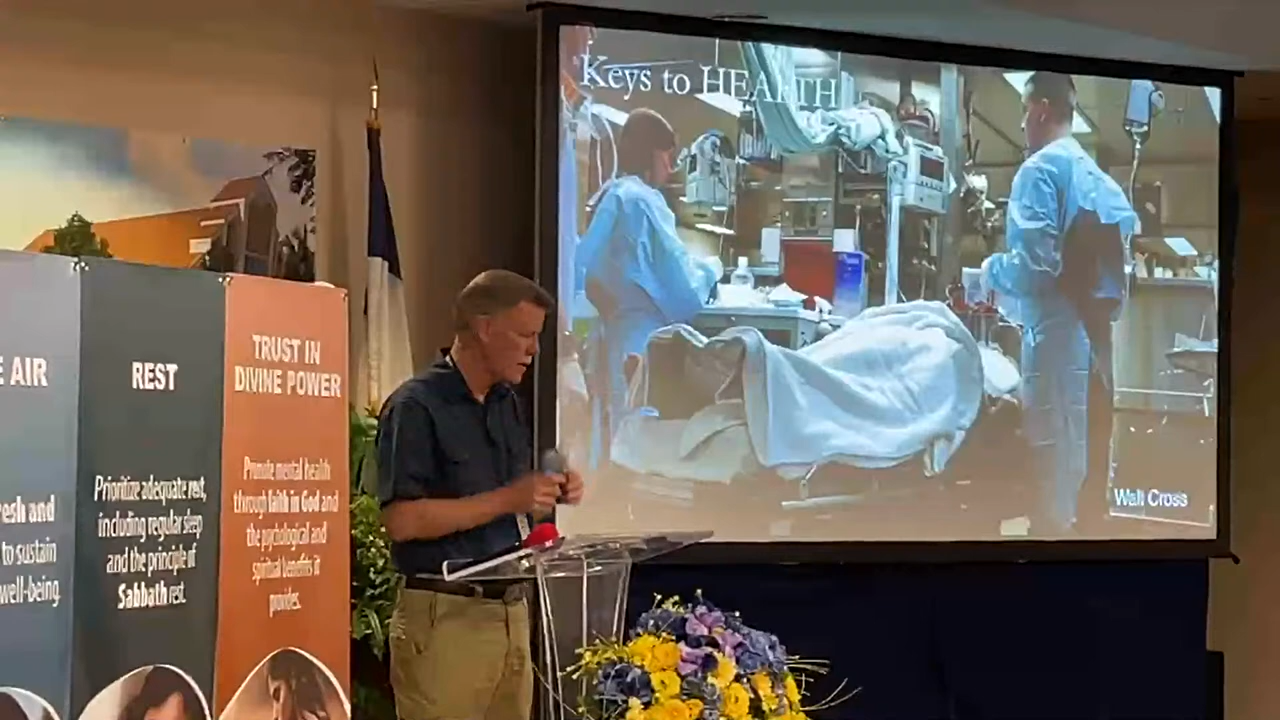 Keys to HEALTH
Walt Cross
E AIR
esh and
to sustain
well-being.
REST
Prioritize adequate rest,
including regular sleep
and the principle of
Sabbath rest.
TRUST IN
DIVINE POWER
Promote mental health
through faith in God and
the psychological and
spiritual benefits it
provides.